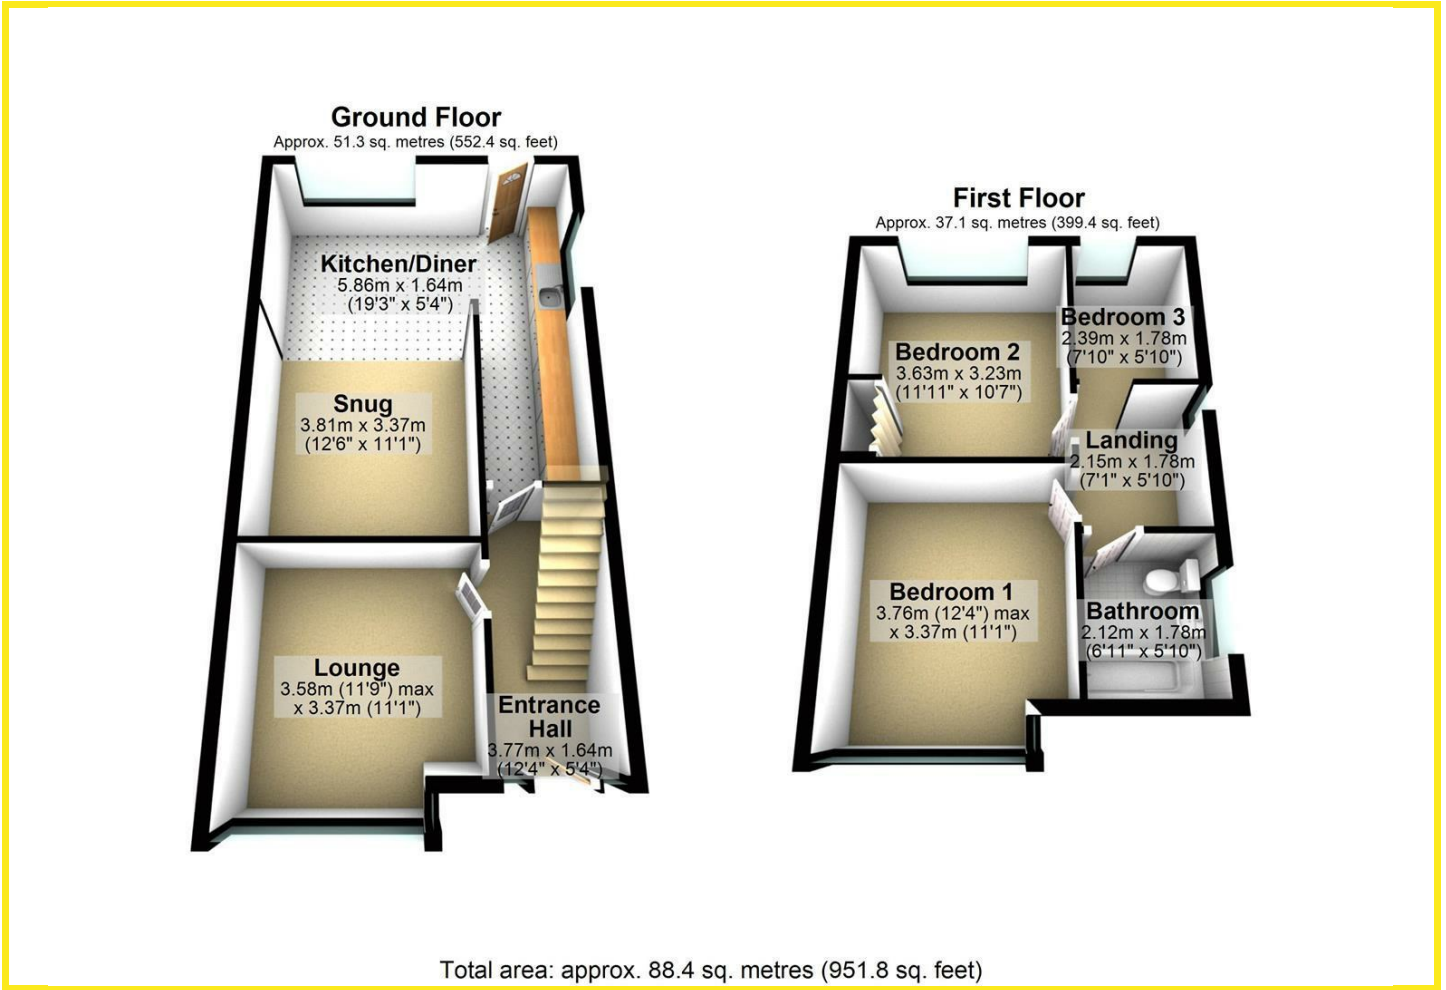 Ground Floor
Approx. 51.3 sq. metres (552.4 sq. feet)
Kitchen/Diner
5.86m x 1.64m
(19'3" x 5'4")
Snug
3.81m x 3.37m
(12'6" x 11'1")
Lounge
3.58m (11'9") max
x 3.37m (11'1")
Entrance
Hall
3.77m x 1.64m
(12'4" x 5'4")
First Floor
Approx. 37.1 sq. metres (399.4 sq. feet)
Bedroom 3
2.39m x 1.78m
(7'10" x 5'10")
Bedroom 2
3.63m x 3.23m
(11'11" x 10'7")
Landing
2.15m x 1.78m
(7'1" x 5'10")
Bedroom 1
3.76m (12'4") max
x 3.37m (11'1")
Bathroom
2.12m x 1.78m
(6'11" x 5'10")
Total area: approx. 88.4 sq. metres (951.8 sq. feet)